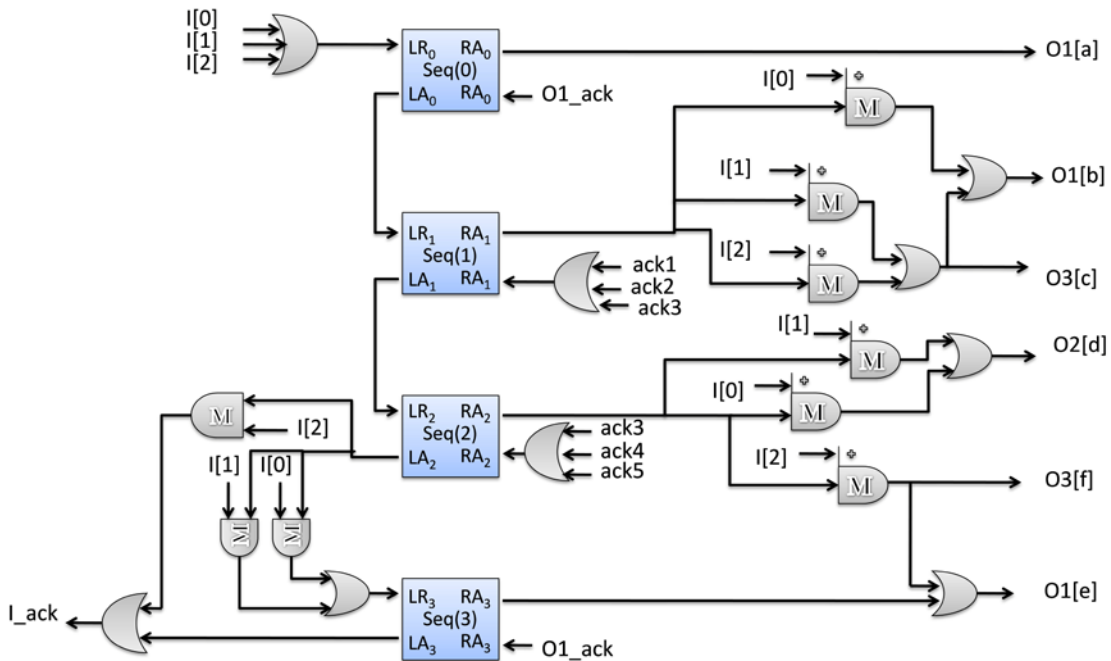 I[0]
I[1]
I[2]
LR0 RA0
Seq(0)
LA0 RA0
O1_ack
O1[a]
I[0]
+
M
I[1]
+
M
O1[b]
LR1 RA1
Seq(1)
LA1 RA1
ack1
ack2
ack3
I[2]
+
M
O3[c]
I[1]
+
M
O2[d]
I[0]
+
M
LR2 RA2
Seq(2)
LA2 RA2
ack3
ack4
ack5
M
I[2]
I[1]
I[0]
I[2]
+
M
O3[f]
M
M
LR3 RA3
Seq(3)
LA3 RA3
O1_ack
O1[e]
I_ack